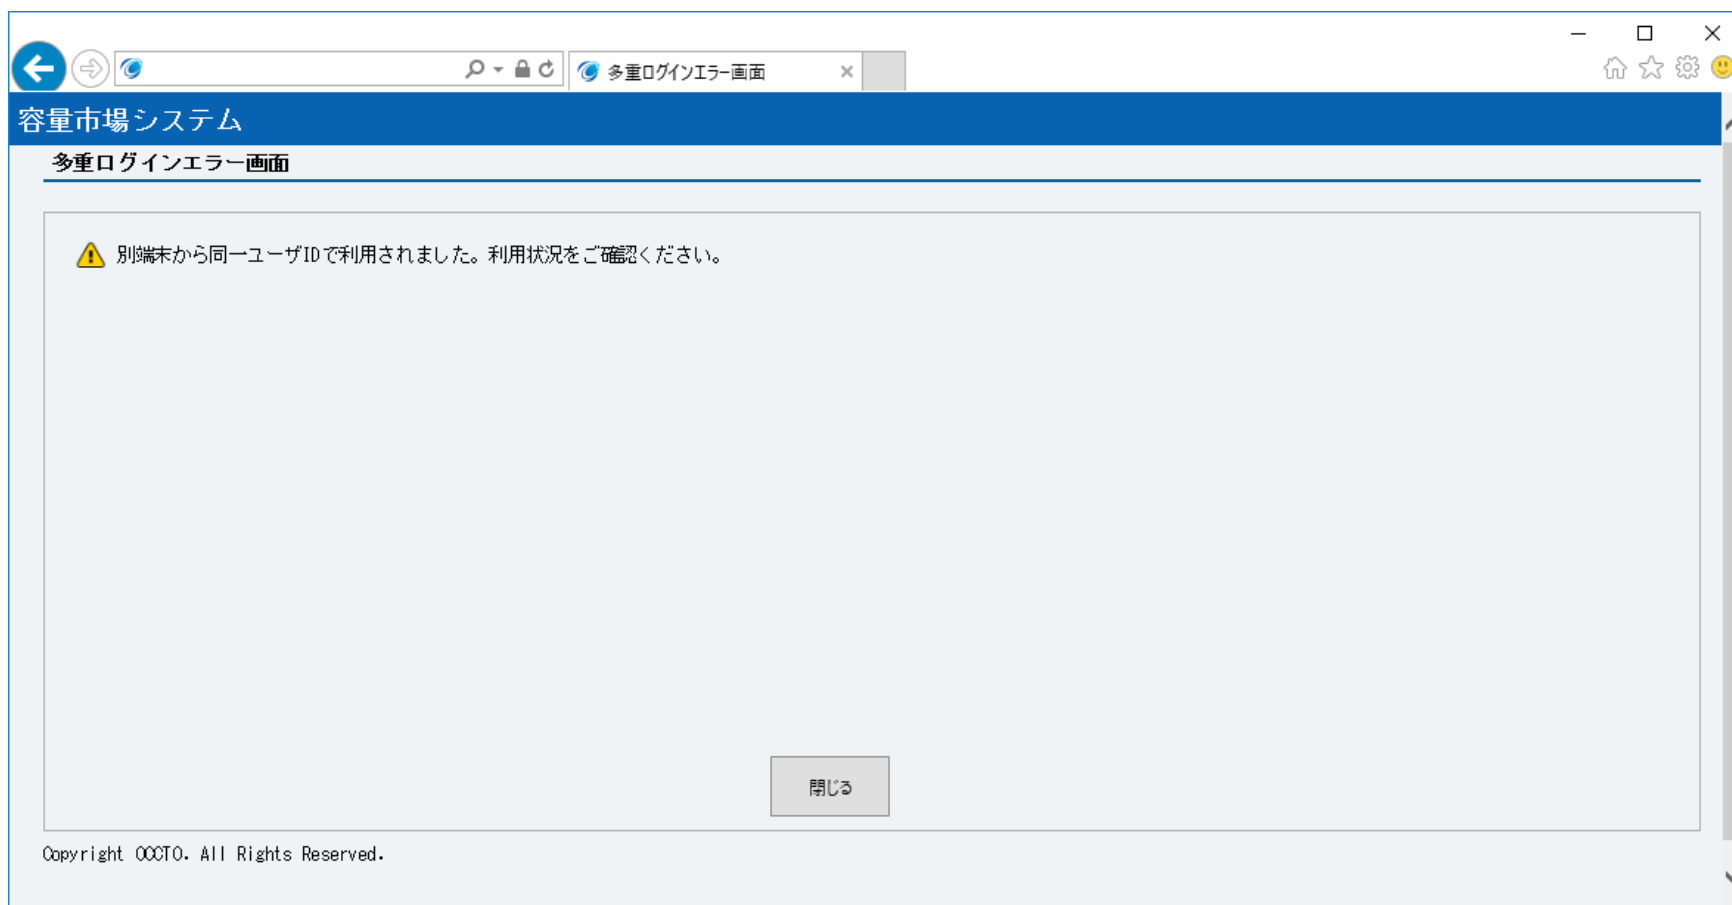 多重ログインエラー画面
容量市場システム
多重ログインエラー画面
別端末から同一ユーザIDで利用されました。利用状況をご確認ください。
閉じる
Copyright OCCTO. All Rights Reserved.